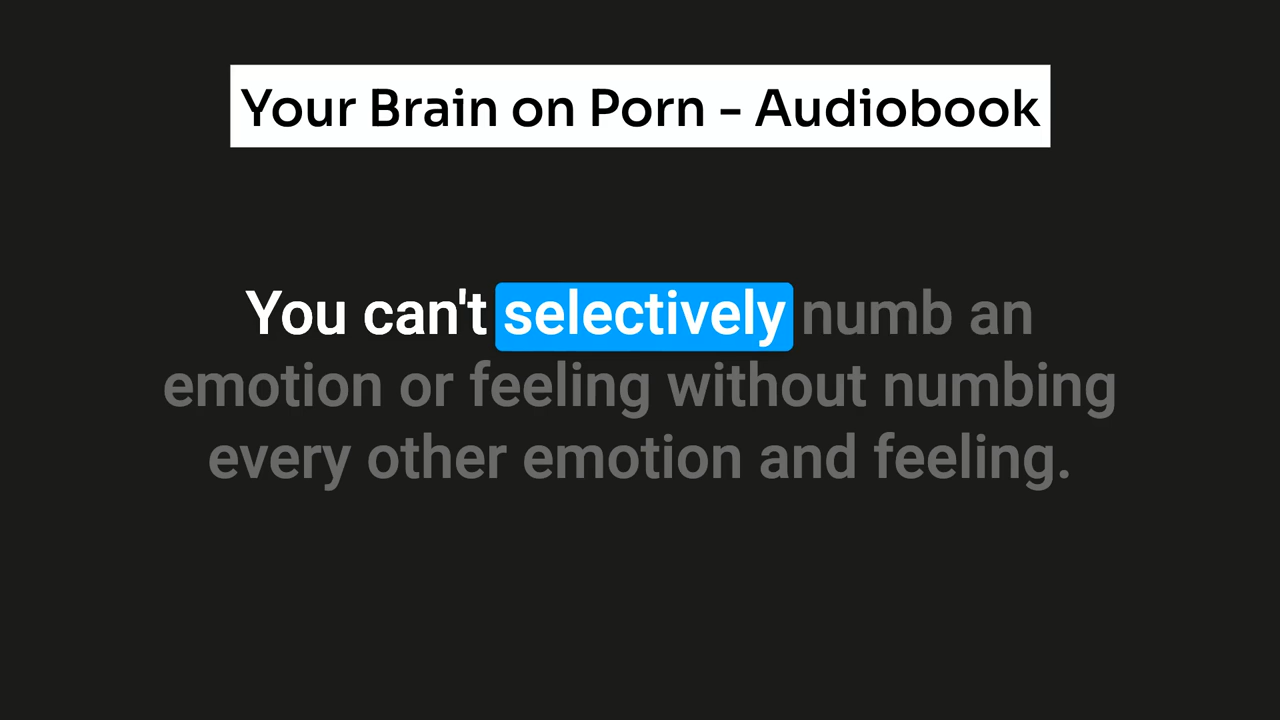 Your Brain on Porn - Audiobook
You can't selectively numb an
emotion or feeling without numbing
every other emotion and feeling.